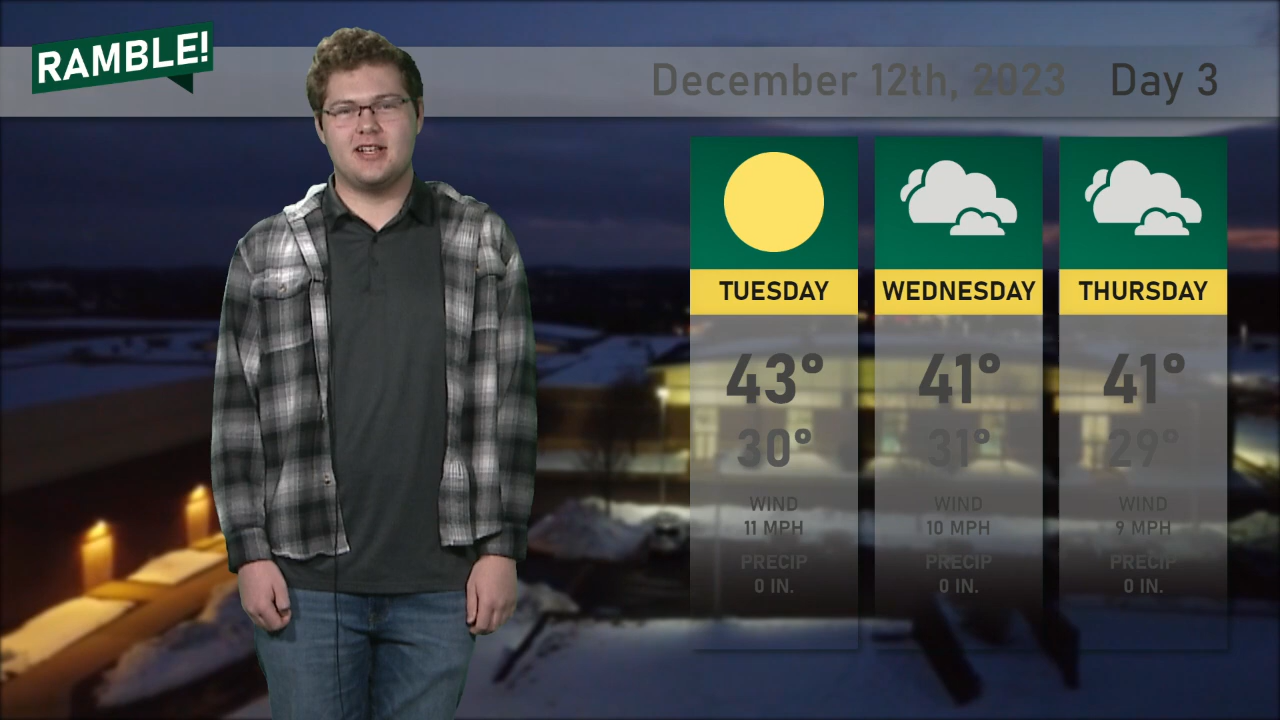 RAMBLE!
December 12th, 2023 Day 3
TUESDAY
43°
30°
WIND
11 MPH
PRECIP
0 IN.
WEDNESDAY
41°
31°
WIND
10 MPH
PRECIP
0 IN.
THURSDAY
41°
29°
WIND
9 MPH
PRECIP
0 IN.